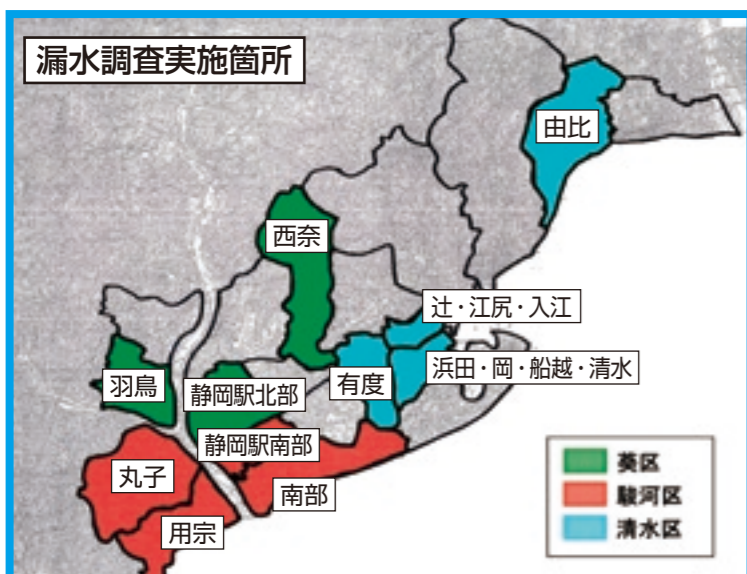 漏水調査実施箇所
由比
西奈
辻・江尻・入江
浜田・岡・船越・清水
羽鳥
静岡駅北部
有度
静岡駅南部
丸子
南部
用宗
葵区
駿河区
清水区